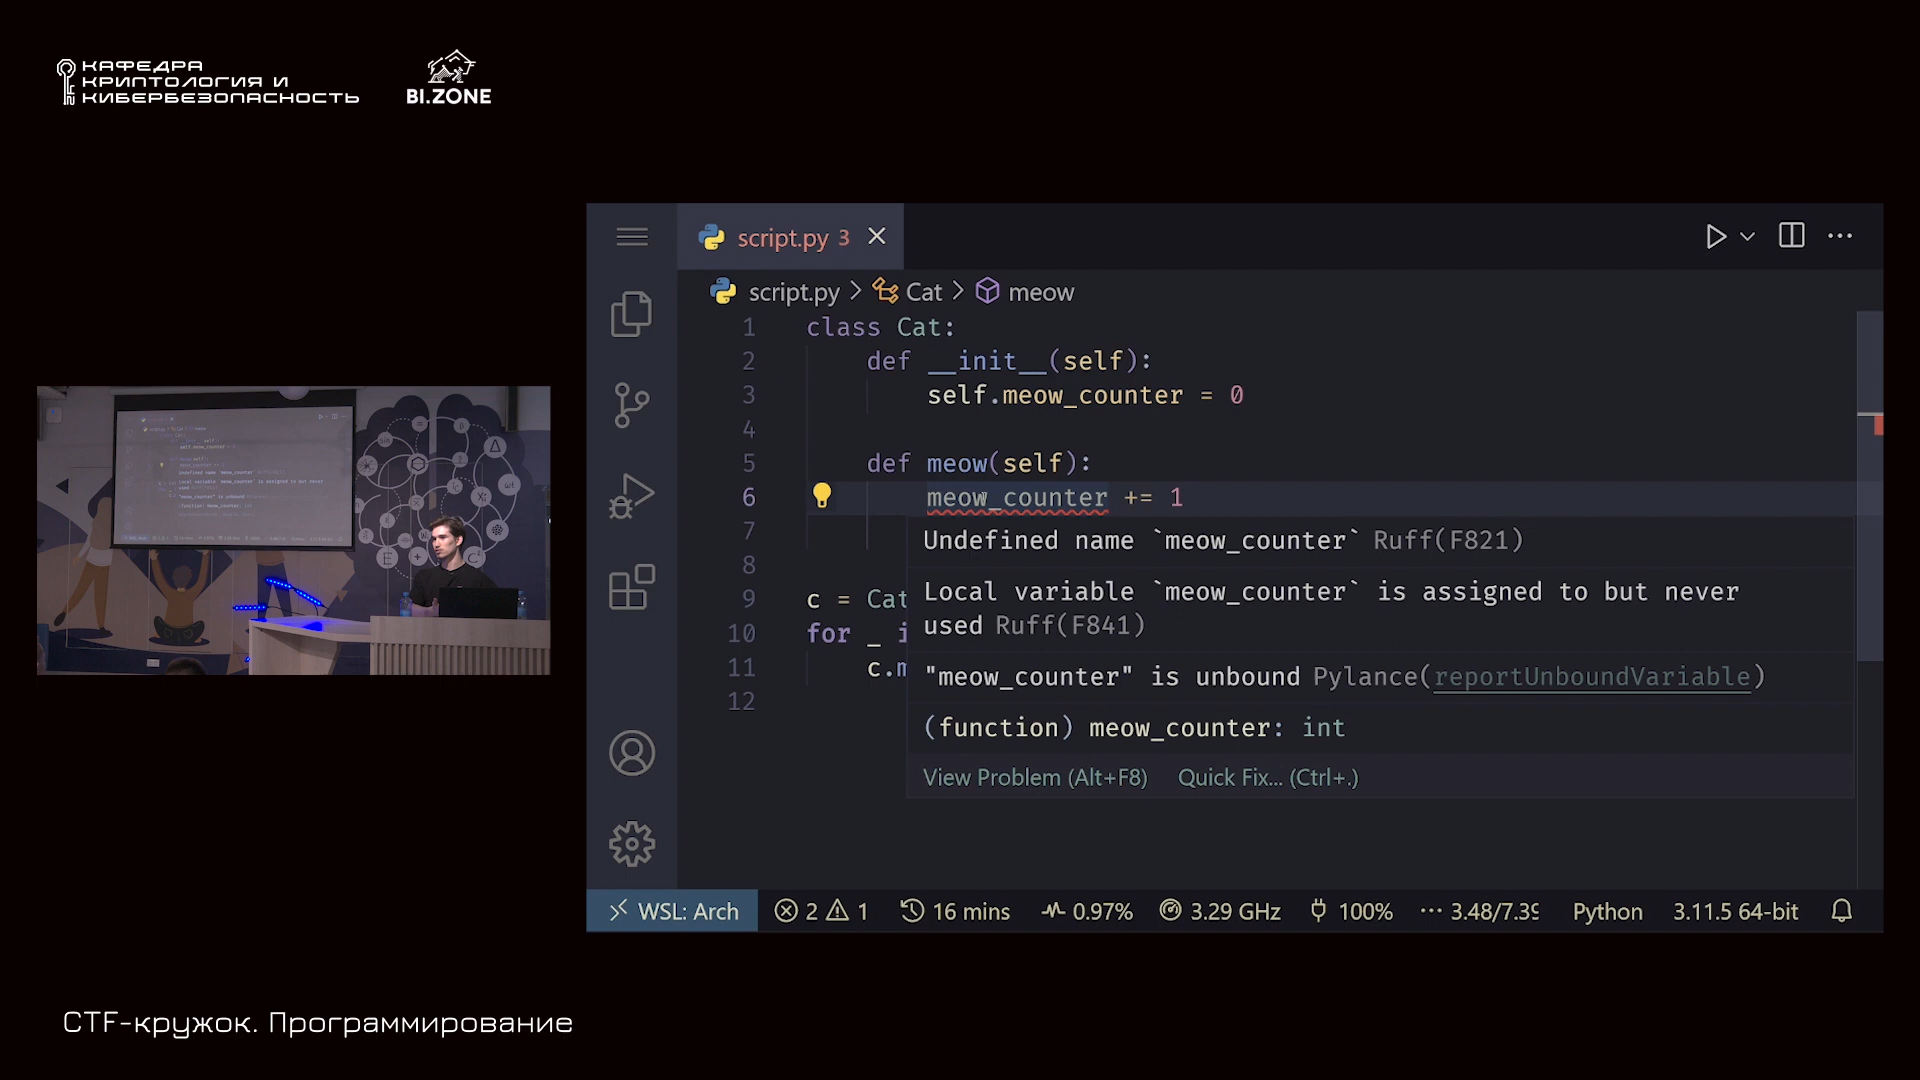 КАФЕДРА
КРИПТОЛОГИЯ И
КИБЕРБЕЗОПАСНОСТЬ
BI.ZONE
script.py 3
script.py > Cat > meow
1 class Cat:
2 def __init__(self):
3 self.meow_counter = 0
4
5 def meow(self):
6 meow_counter += 1
7
8
9 c = Cat
10 for _ i
11 c.m
12
Undefined name `meow_counter` Ruff(F821)
Local variable `meow_counter` is assigned to but never
used Ruff(F841)
"meow_counter" is unbound Pylance(reportUnboundVariable)
(function) meow_counter: int
View Problem (Alt+F8) Quick Fix... (Ctrl+.)
WSL: Arch 2 1 16 mins 0.97% 3.29 GHz 100% ··· 3.48/7.39 Python 3.11.5 64-bit
CTF-кружок. Программирование